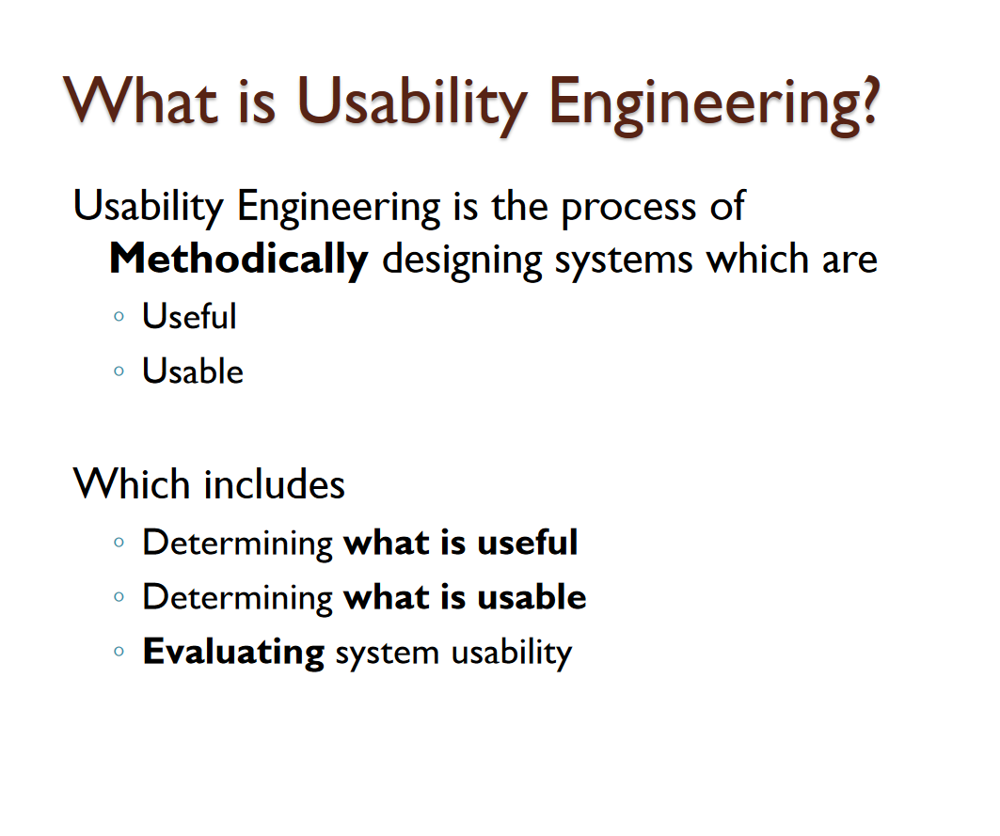 What is Usability Engineering?
Usability Engineering is the process of
Methodically designing systems which are
◦ Useful
◦ Usable
Which includes
◦ Determining what is useful
◦ Determining what is usable
◦ Evaluating system usability